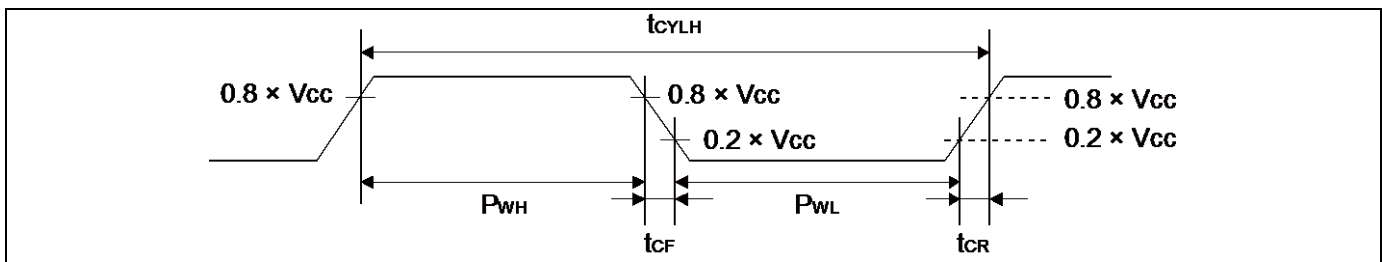 tCYLH
0.8 × Vcc
0.8 × Vcc
0.8 × Vcc
0.2 × Vcc
0.2 × Vcc
PWH
PWL
tCF
tCR